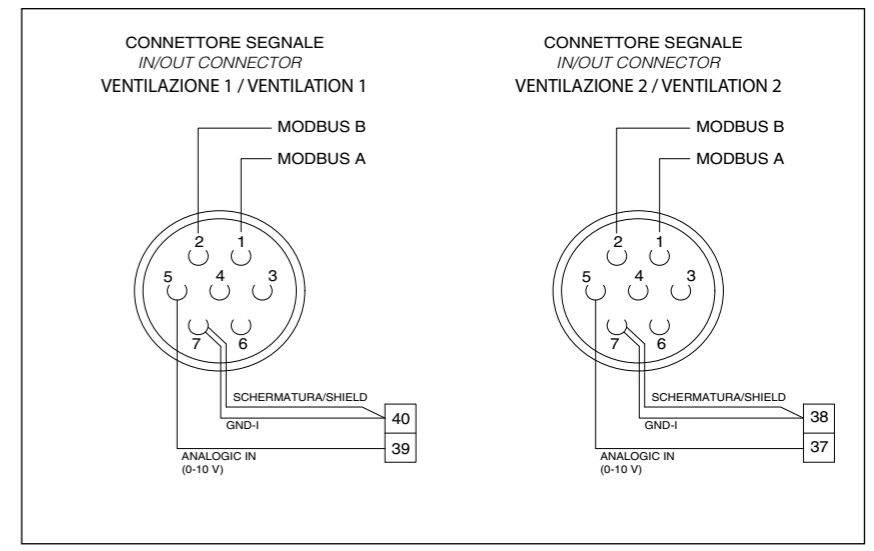 CONNETTORE SEGNALE
IN/OUT CONNECTOR
VENTILAZIONE 1 / VENTILATION 1
MODBUS B
MODBUS A
2 1
5 4 3
7 6
SCHERMATURA/SHIELD
40
GND-I
39
ANALOGIC IN
(0-10 V)
CONNETTORE SEGNALE
IN/OUT CONNECTOR
VENTILAZIONE 2 / VENTILATION 2
MODBUS B
MODBUS A
2 1
5 4 3
7 6
SCHERMATURA/SHIELD
38
GND-I
37
ANALOGIC IN
(0-10 V)